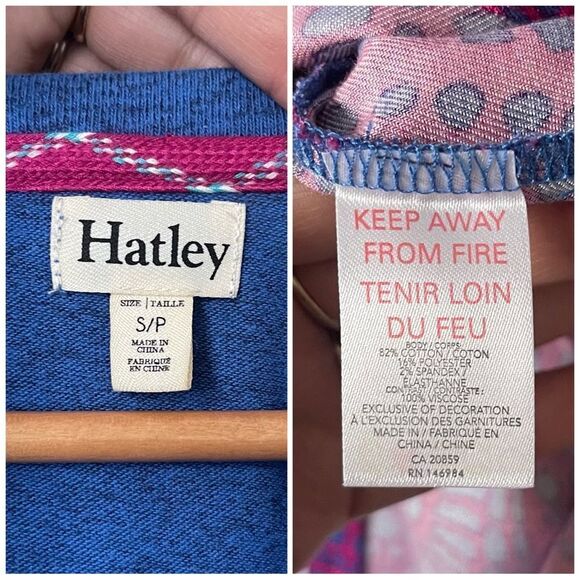 Hatley
SIZE | TAILLE
S/P
MADE IN
CHINA
FABRIQUÉ
EN CHINE
KEEP AWAY
FROM FIRE
TENIR LOIN
DU FEU
BODY / CORPS:
82% COTTON / COTON
16% POLYESTER
2% SPANDEX /
ÉLASTHANNE
CONTRAST / CONTRASTE:
100% VISCOSE
EXCLUSIVE OF DECORATION
À L'EXCLUSION DES GARNITURES
MADE IN / FABRIQUÉ EN
CHINA / CHINE
CA 20859
RN 146984